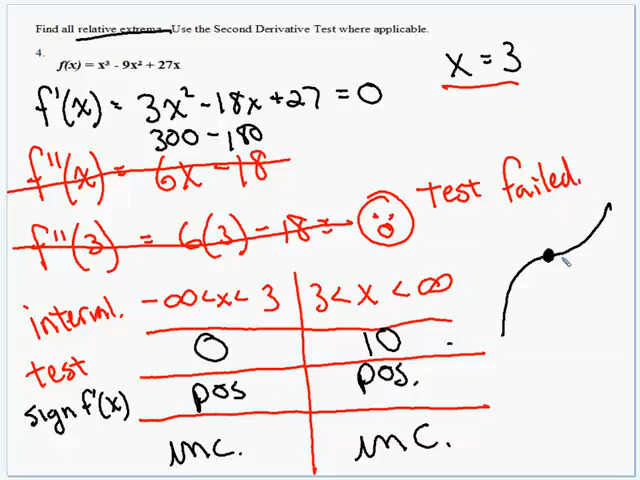 Find all relative extrema. Use the Second Derivative Test where applicable.
4.
f(x) = x³ - 9x² + 27x
x = 3
f'(x) = 3x² - 18x + 27 = 0
300 - 180
f''(x) = 6x - 18
f''(3) = 6(3) - 18 =
test failed.
interval -∞ < x < 3 3 < x < ∞
test 0 10
sign f'(x) pos pos.
inc. inc.